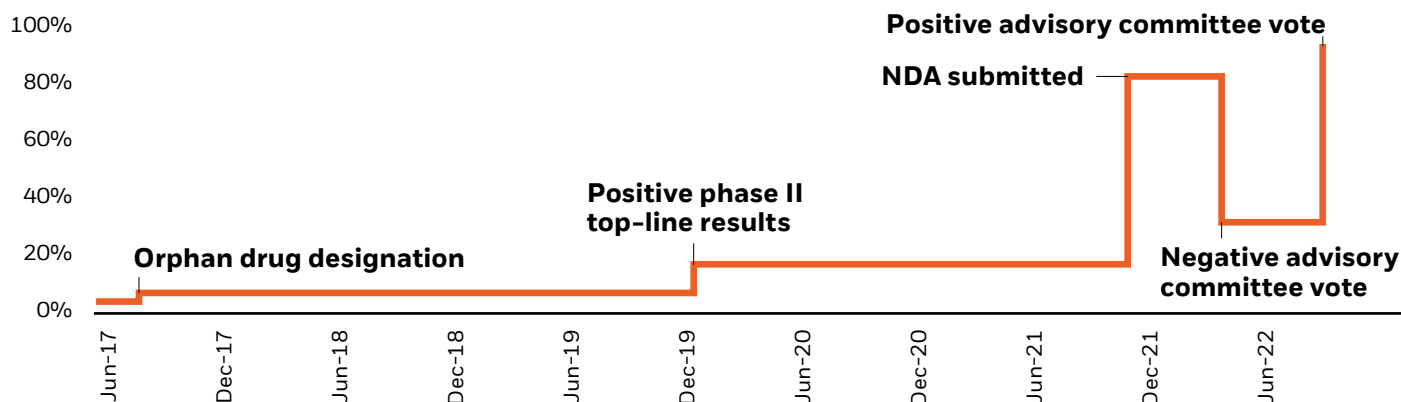 100%
Positive advisory committee vote
80%
NDA submitted
60%
40%
Positive phase II
top-line results
20%
Orphan drug designation
Negative advisory
committee vote
0%
Jun-17
Dec-17
Jun-18
Dec-18
Jun-19
Dec-19
Jun-20
Dec-20
Jun-21
Dec-21
Jun-22